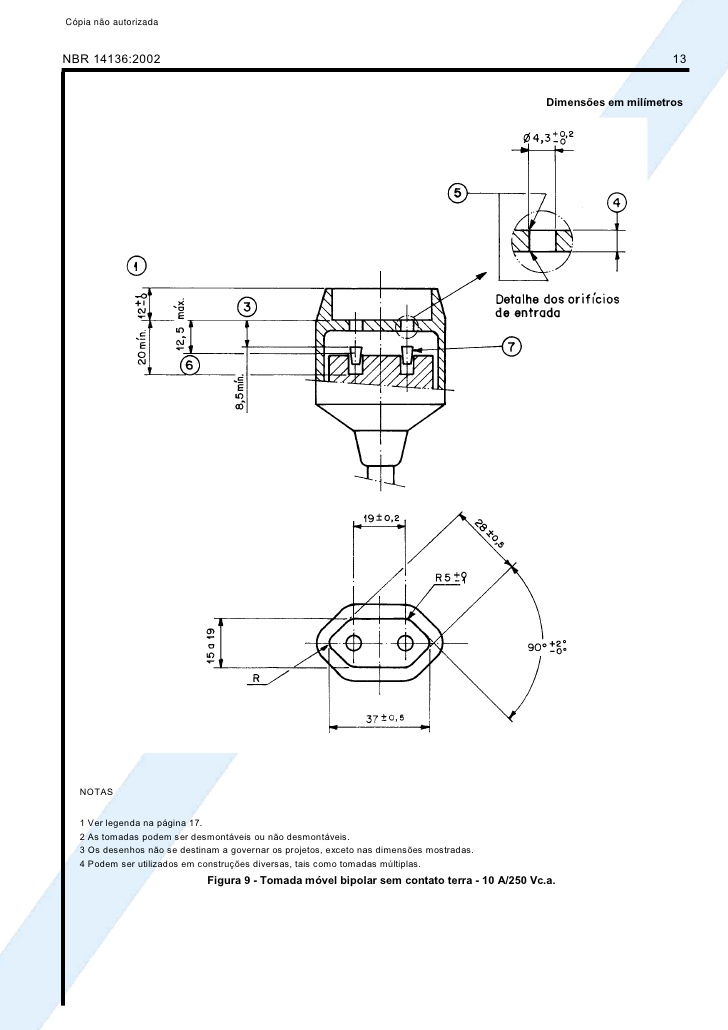 Cópia não autorizada
NBR 14136:2002 13
Dimensões em milímetros
Ø 4,3 +0,2 -0
5
4
1
12 +1 -0
3
12,5 máx.
20 mín.
6
8,5 mín.
7
Detalhe dos orifícios
de entrada
19 ± 0,2
28 ± 0,5
R 5 +0 -1
15 a 19
90° +2° -0°
R
37 ± 0,5
NOTAS
1 Ver legenda na página 17.
2 As tomadas podem ser desmontáveis ou não desmontáveis.
3 Os desenhos não se destinam a governar os projetos, exceto nas dimensões mostradas.
4 Podem ser utilizados em construções diversas, tais como tomadas múltiplas.
Figura 9 - Tomada móvel bipolar sem contato terra - 10 A/250 Vc.a.